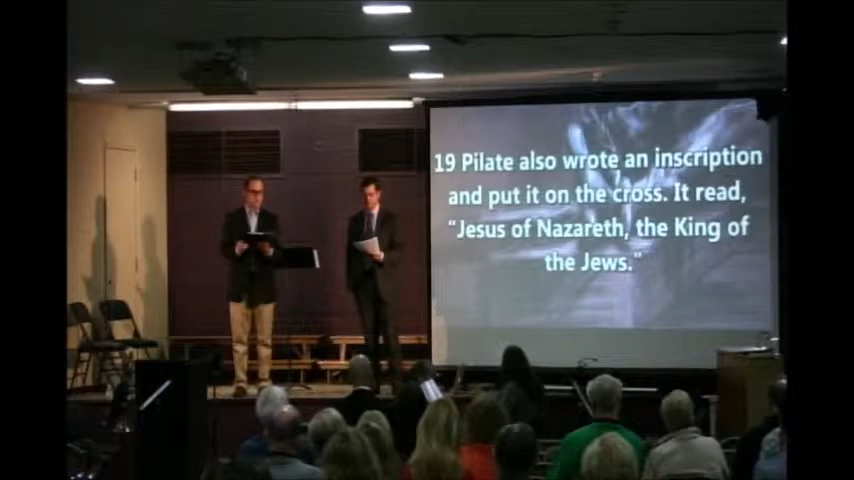 19 Pilate also wrote an inscription
and put it on the cross. It read,
“Jesus of Nazareth, the King of
the Jews.”